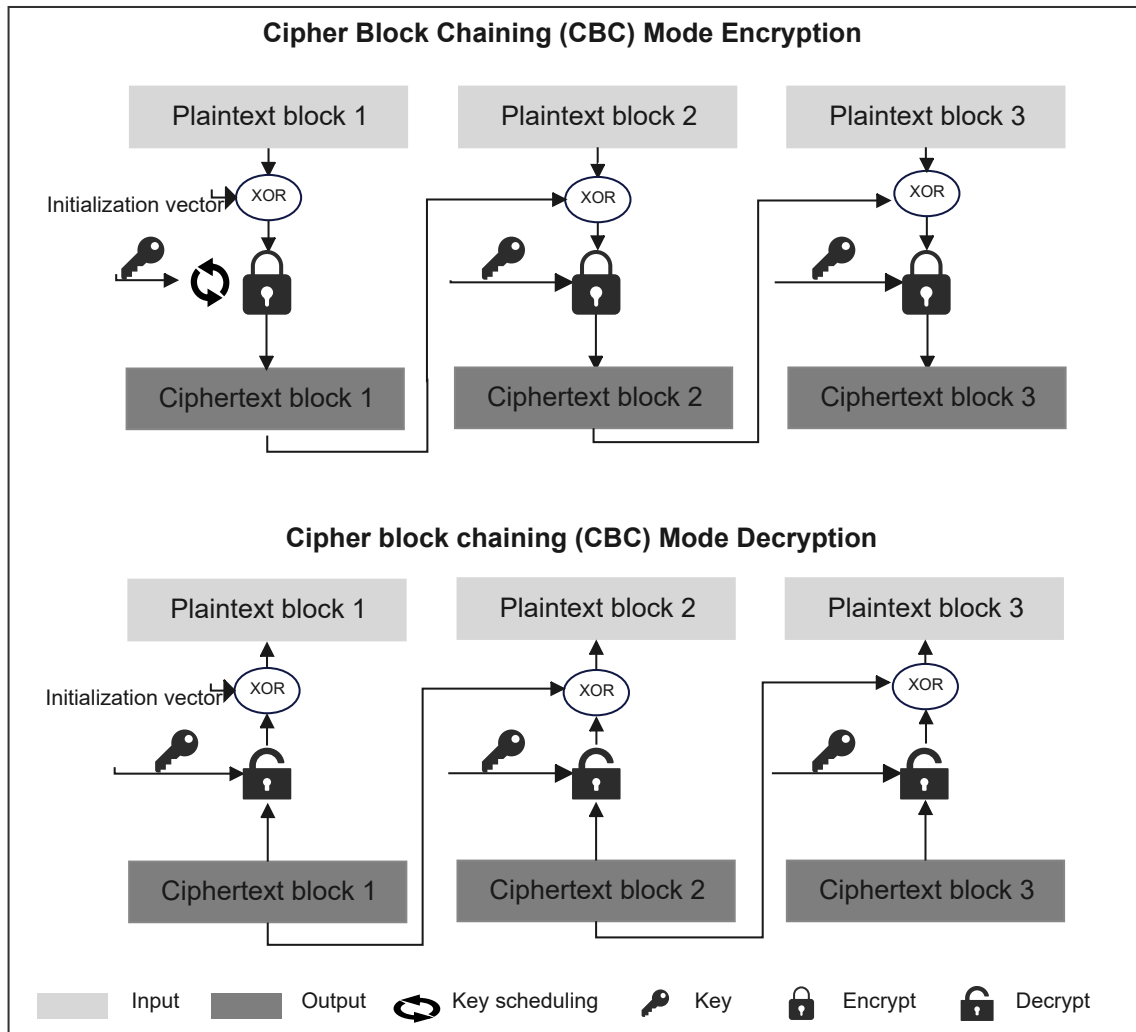 Cipher Block Chaining (CBC) Mode Encryption
Plaintext block 1
Plaintext block 2
Plaintext block 3
XOR
XOR
XOR
Initialization vector
Ciphertext block 1
Ciphertext block 2
Ciphertext block 3
Cipher block chaining (CBC) Mode Decryption
Plaintext block 1
Plaintext block 2
Plaintext block 3
XOR
XOR
XOR
Initialization vector
Ciphertext block 1
Ciphertext block 2
Ciphertext block 3
Input
Output
Key scheduling
Key
Encrypt
Decrypt